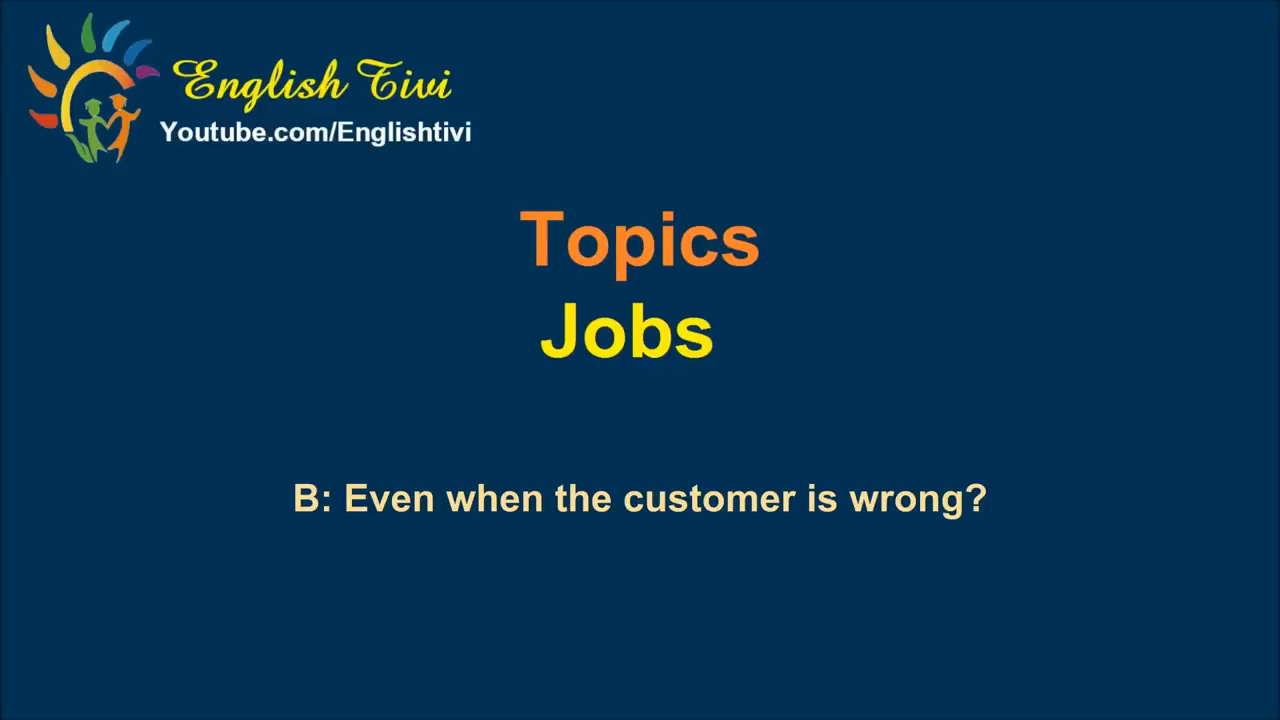 English Tivi
Youtube.com/Englishtivi
Topics
Jobs
B: Even when the customer is wrong?